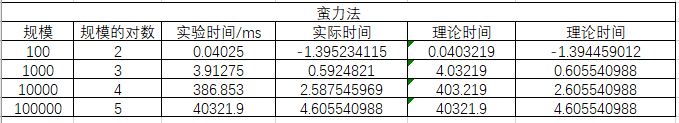 蛮力法
规模 规模的对数 实验时间/ms 实际时间 理论时间 理论时间
100 2 0.04025 -1.395234115 0.0403219 -1.394459012
1000 3 3.91275 0.5924821 4.03219 0.605540988
10000 4 386.853 2.587545969 403.219 2.605540988
100000 5 40321.9 4.605540988 40321.9 4.605540988